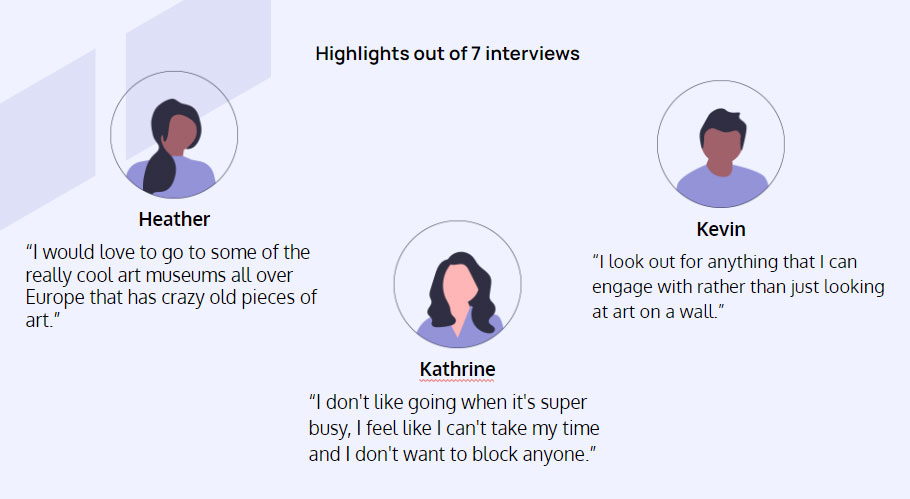 Highlights out of 7 interviews
Heather
“I would love to go to some of the
really cool art museums all over
Europe that has crazy old pieces of
art.”
Kathrine
“I don't like going when it's super
busy, I feel like I can't take my time
and I don't want to block anyone.”
Kevin
“I look out for anything that I can
engage with rather than just looking
at art on a wall.”